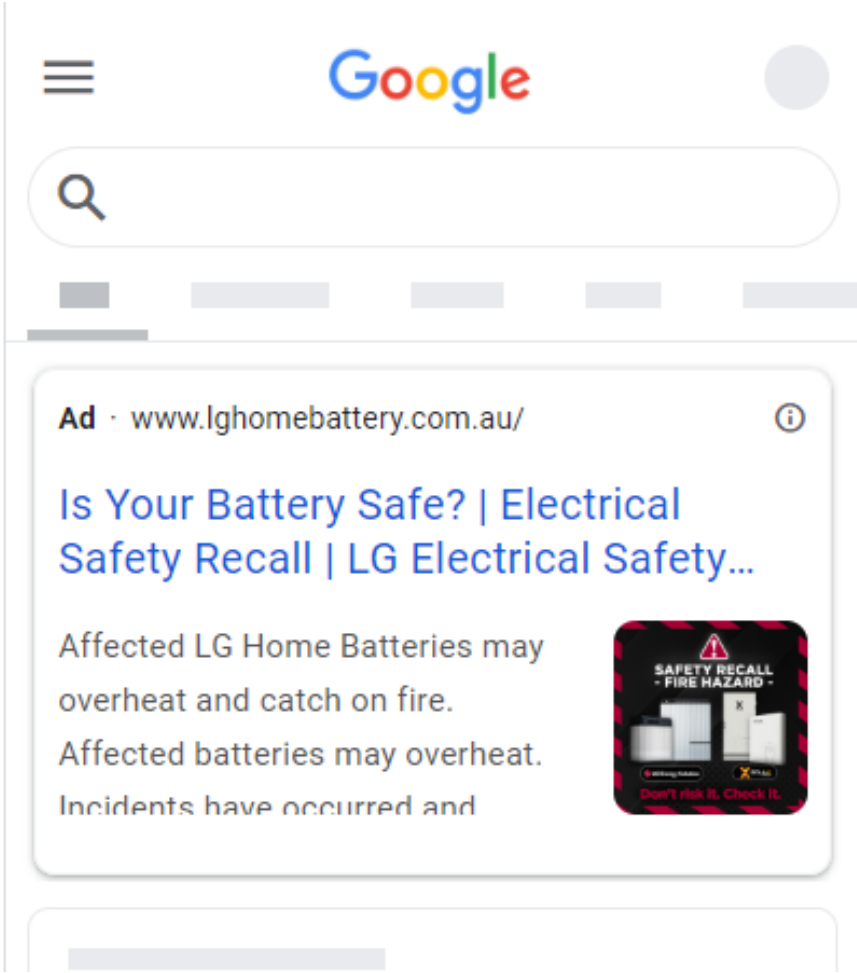 Google
Ad · www.lghomebattery.com.au/
Is Your Battery Safe? | Electrical
Safety Recall | LG Electrical Safety...
Affected LG Home Batteries may
overheat and catch on fire.
Affected batteries may overheat.
Incidents have occurred and
SAFETY RECALL
- FIRE HAZARD -
Don't risk it. Check it.